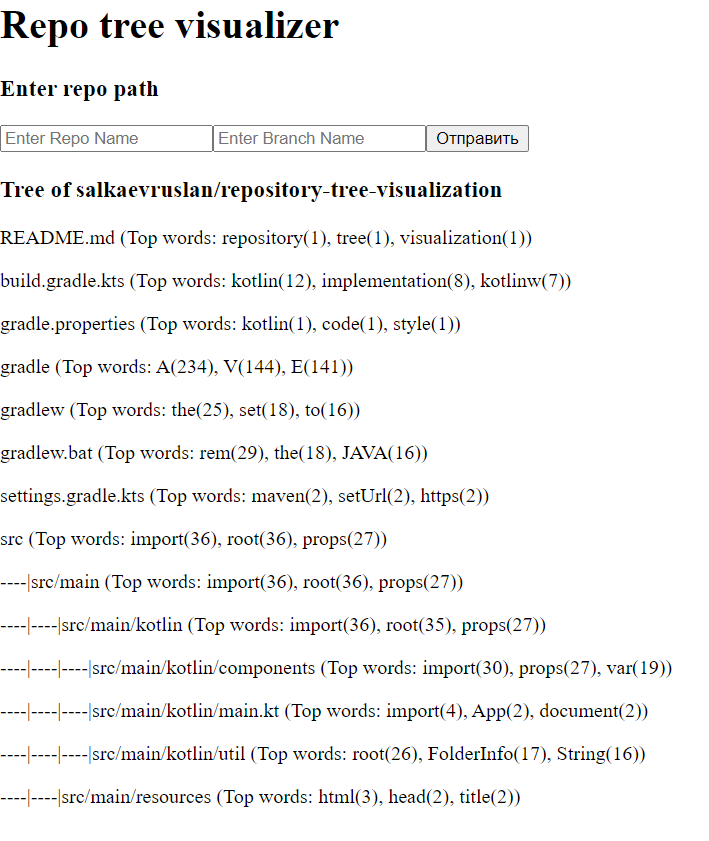 Repo tree visualizer
Enter repo path
Enter Repo Name Enter Branch Name Отправить
Tree of salkaevruslan/repository-tree-visualization
README.md (Top words: repository(1), tree(1), visualization(1))
build.gradle.kts (Top words: kotlin(12), implementation(8), kotlinw(7))
gradle.properties (Top words: kotlin(1), code(1), style(1))
gradle (Top words: A(234), V(144), E(141))
gradlew (Top words: the(25), set(18), to(16))
gradlew.bat (Top words: rem(29), the(18), JAVA(16))
settings.gradle.kts (Top words: maven(2), setUrl(2), https(2))
src (Top words: import(36), root(36), props(27))
----|src/main (Top words: import(36), root(36), props(27))
----|----|src/main/kotlin (Top words: import(36), root(35), props(27))
----|----|----|src/main/kotlin/components (Top words: import(30), props(27), var(19))
----|----|----|src/main/kotlin/main.kt (Top words: import(4), App(2), document(2))
----|----|----|src/main/kotlin/util (Top words: root(26), FolderInfo(17), String(16))
----|----|src/main/resources (Top words: html(3), head(2), title(2))